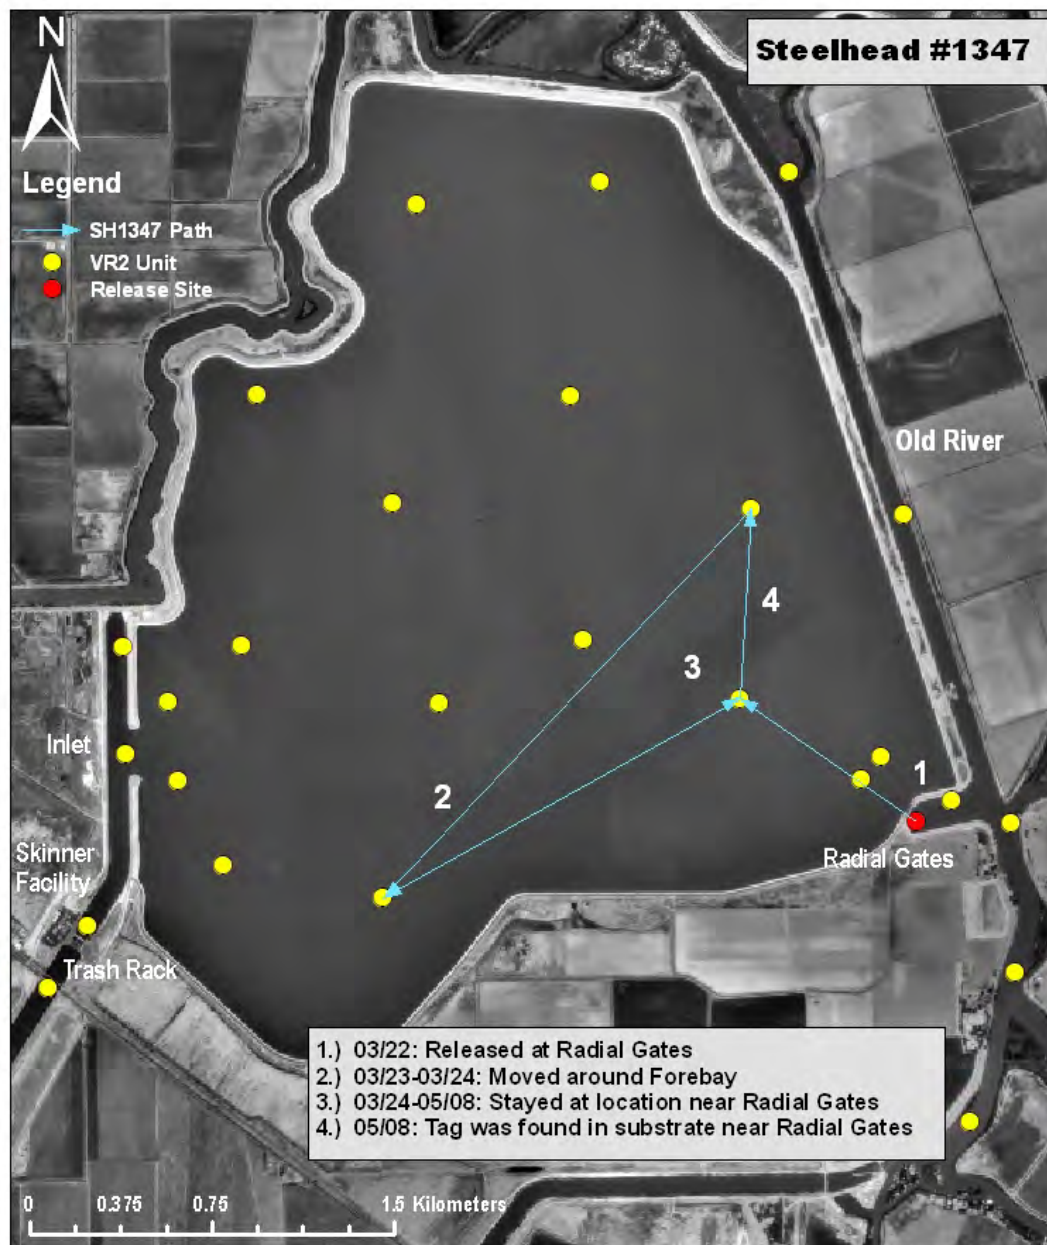 Steelhead #1347
N
Legend
SH1347 Path
VR2 Unit
Release Site
Old River
4
3
Inlet
2
1
Radial Gates
Skinner
Facility
Trash Rack
1.) 03/22: Released at Radial Gates
2.) 03/23-03/24: Moved around Forebay
3.) 03/24-05/08: Stayed at location near Radial Gates
4.) 05/08: Tag was found in substrate near Radial Gates
0 0.375 0.75 1.5 Kilometers